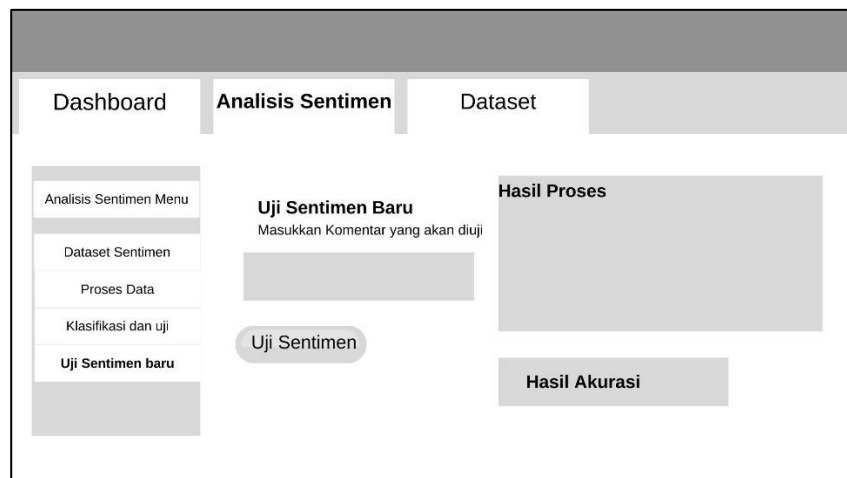 Dashboard
Analisis Sentimen
Dataset
Analisis Sentimen Menu
Dataset Sentimen
Proses Data
Klasifikasi dan uji
Uji Sentimen baru
Uji Sentimen Baru
Masukkan Komentar yang akan diuji
Uji Sentimen
Hasil Proses
Hasil Akurasi